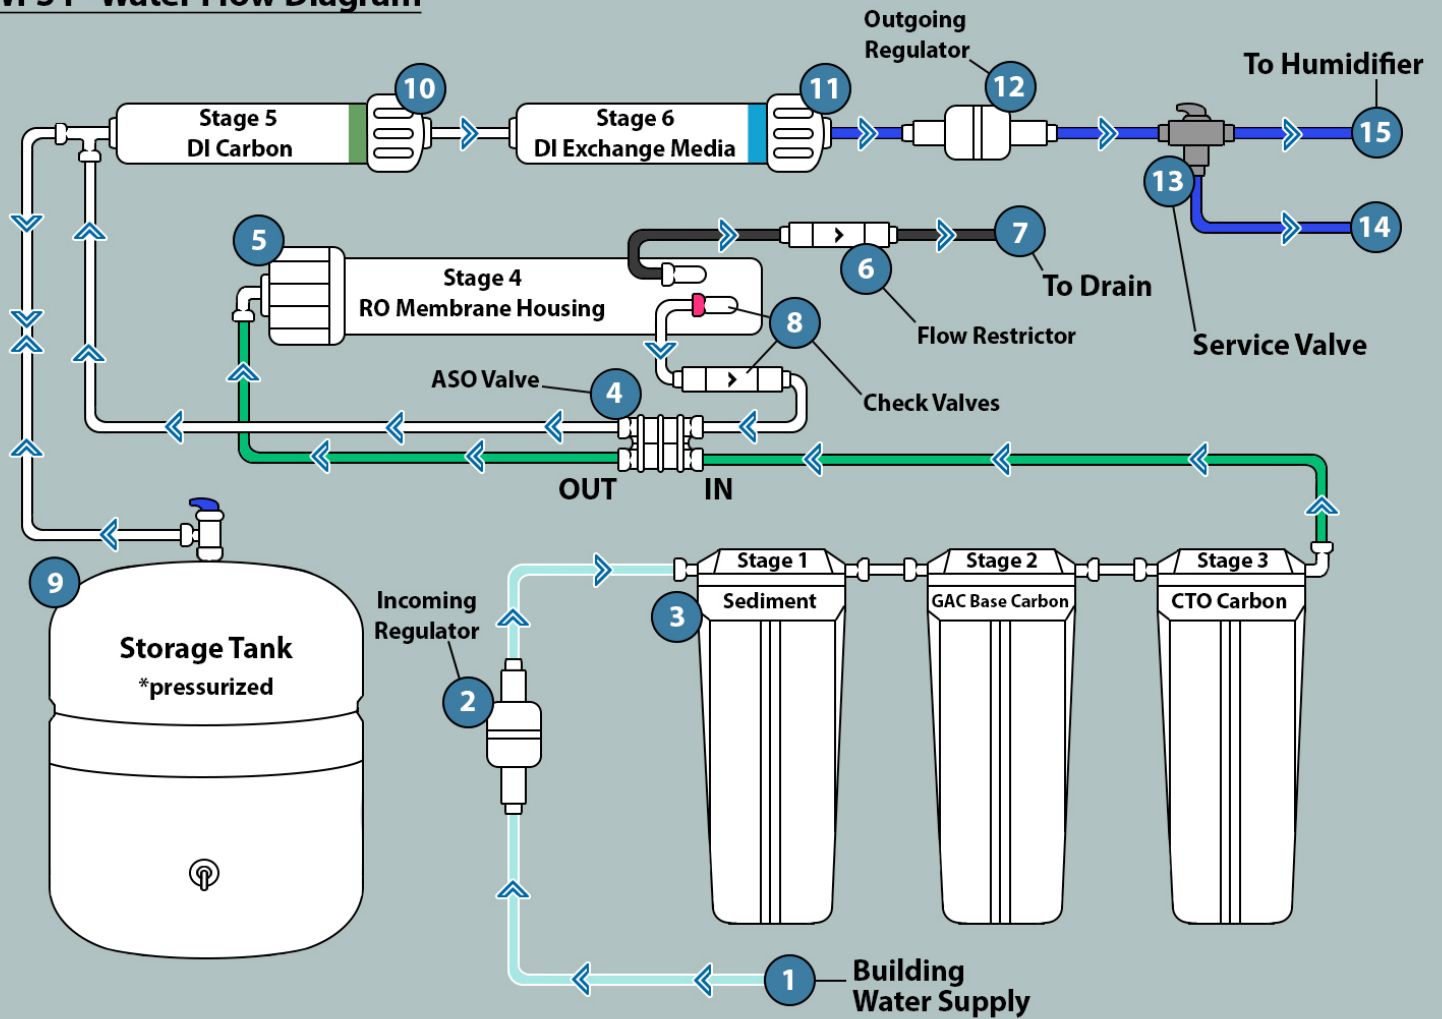 Water Flow Diagram
Outgoing
Regulator
12
To Humidifier
10
11
Stage 5
DI Carbon
Stage 6
DI Exchange Media
15
13
14
5
7
Stage 4
RO Membrane Housing
6
To Drain
8
Flow Restrictor
Service Valve
ASO Valve
4
Check Valves
OUT
IN
9
Stage 1
Stage 2
Stage 3
Incoming
Regulator
3
Sediment
GAC Base Carbon
CTO Carbon
Storage Tank
*pressurized
2
1
Building
Water Supply